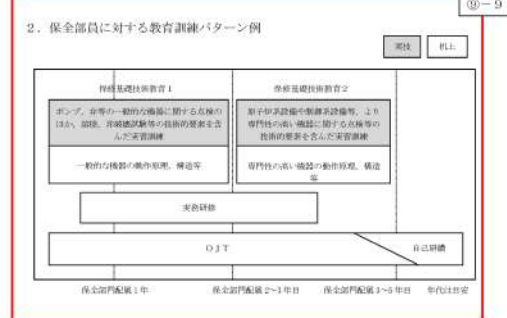 ⑨-9
2．保全部員に対する教育訓練パターン例
実技
机上
保修基礎技術教育1
保修基礎技術教育2
ポンプ、弁等の一般的な機器に関する点検の
ほか、溶接、非破壊試験等の技術的要素を含
んだ実習訓練
原子炉系設備や制御系設備等、より
専門性の高い機器に関する点検等の
技術的要素を含んだ実習訓練
一般的な機器の動作原理、構造等
専門性の高い機器の動作原理、構造
等
実務研修
OJT
自己研鑽
保全部門配属1年
保全部門配属2～3年目
保全部門配属3～5年目
年代は目安